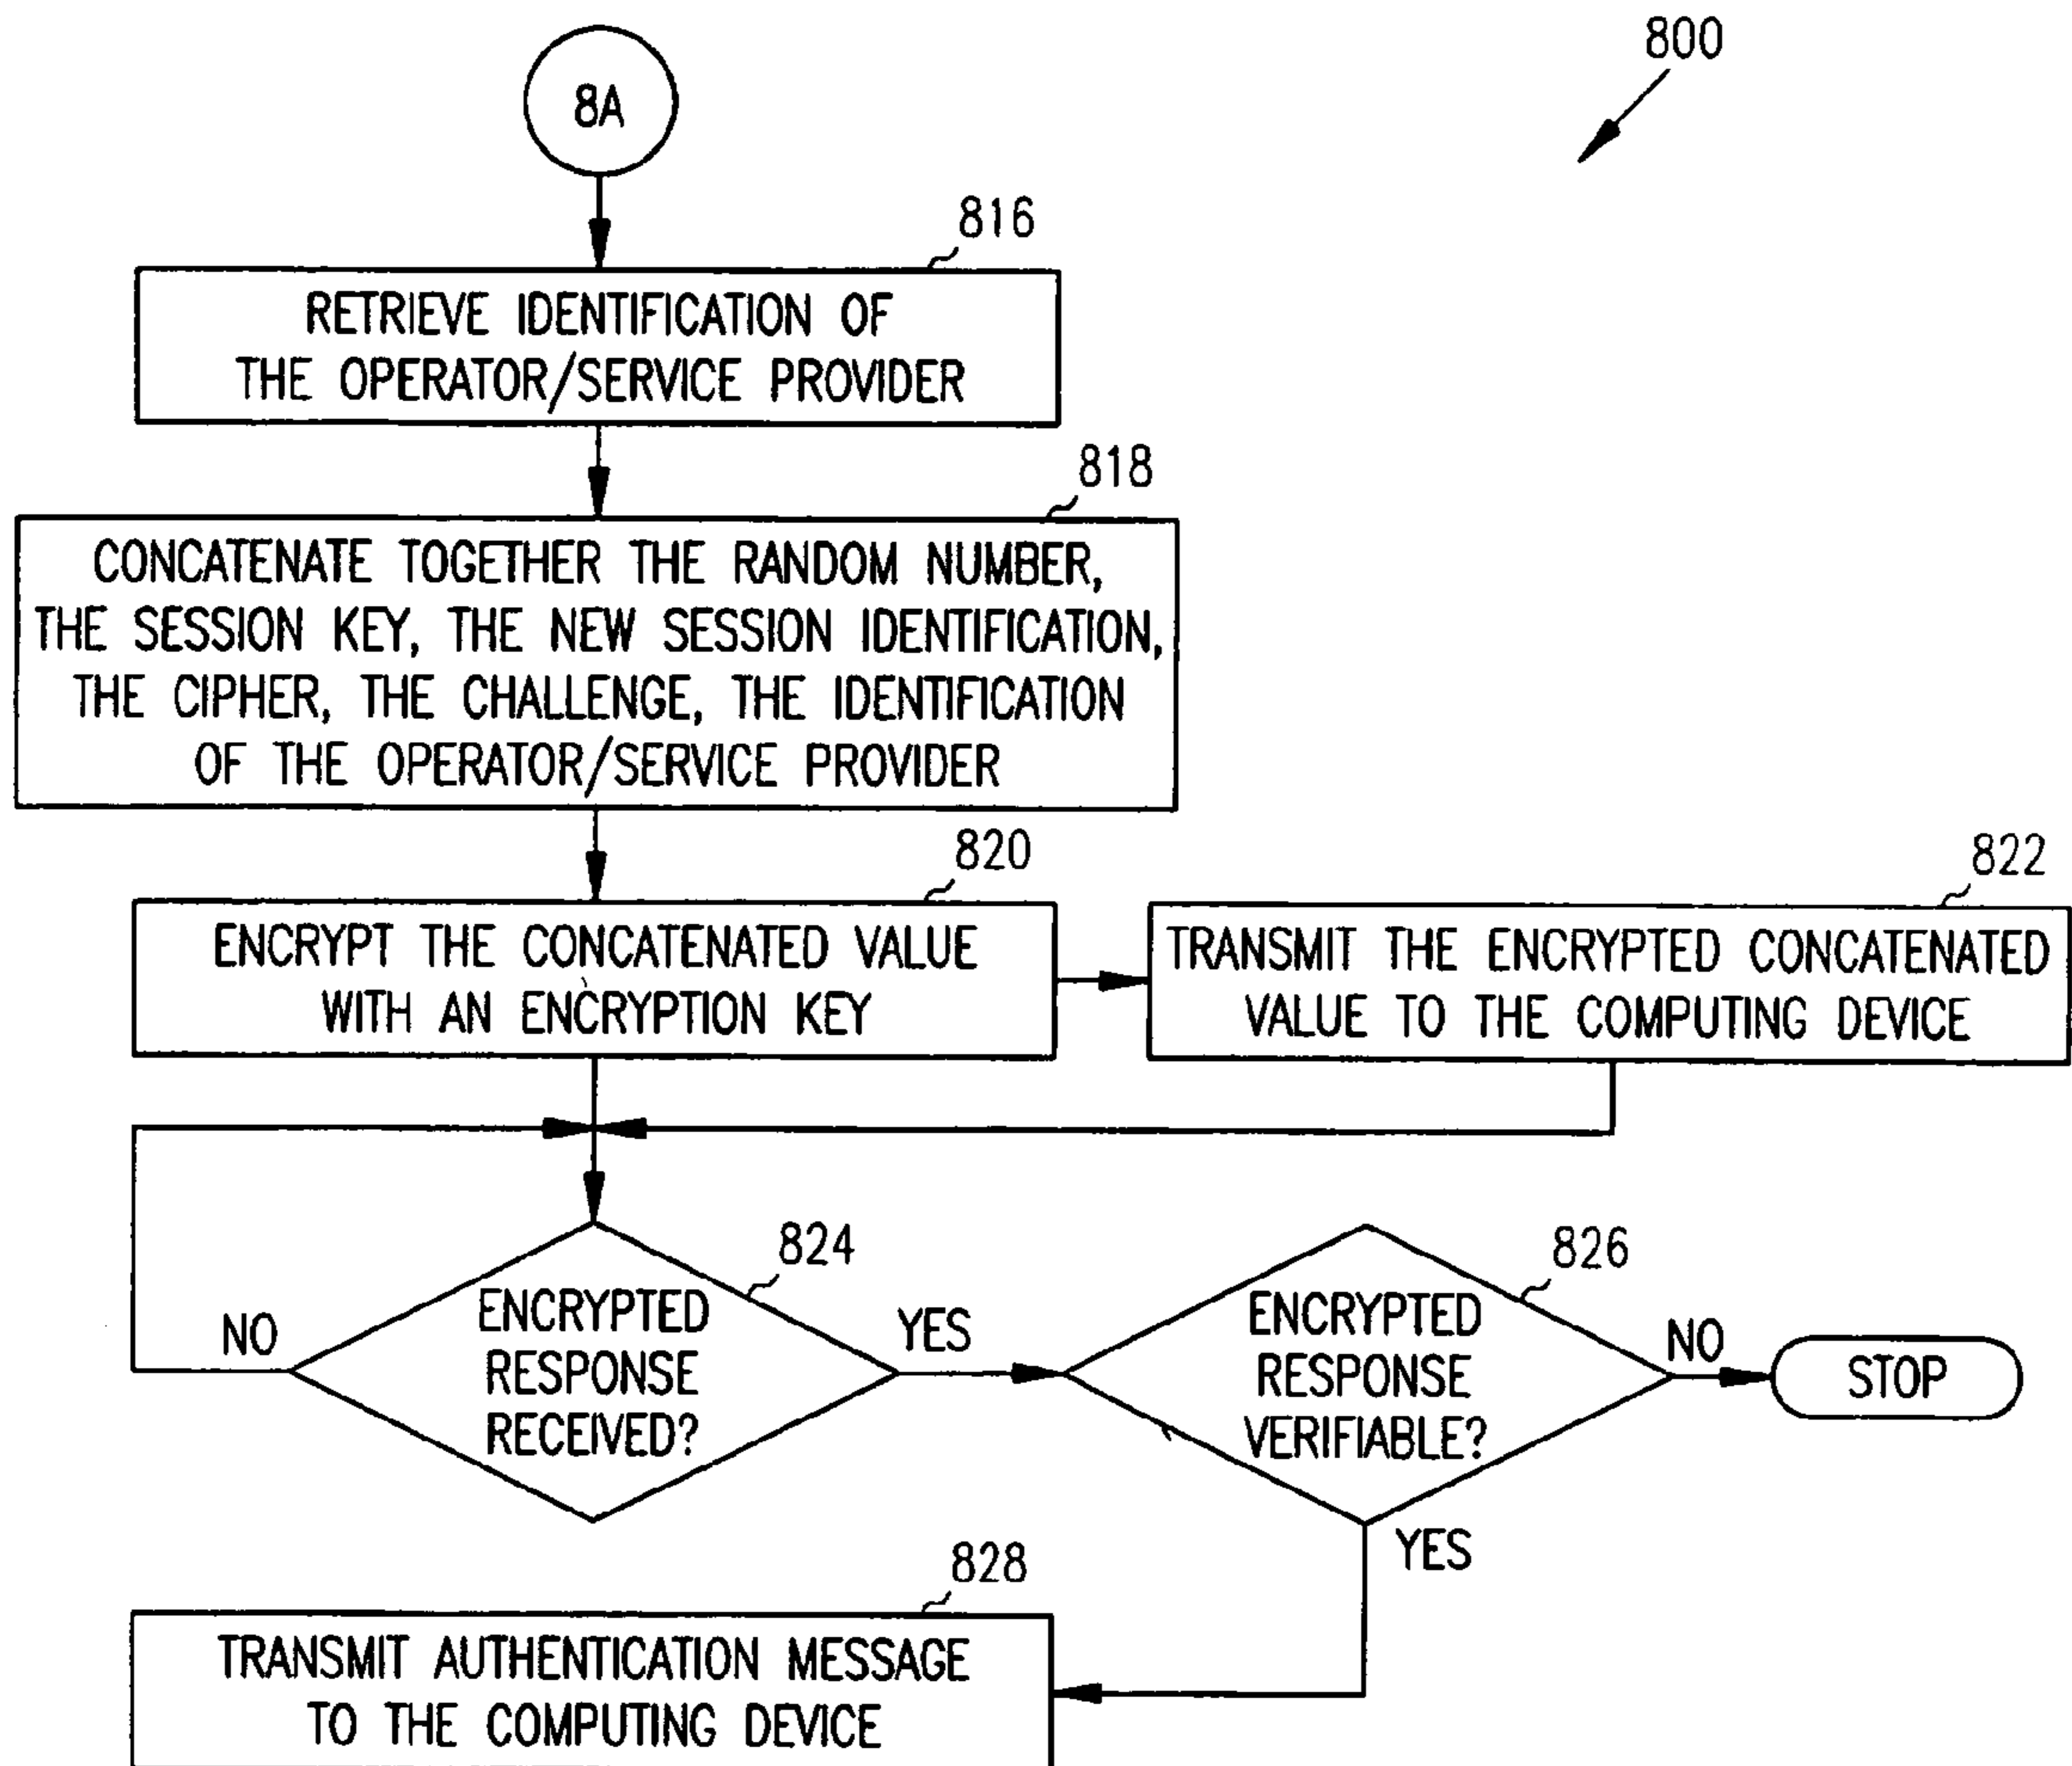 800
8A
816
RETRIEVE IDENTIFICATION OF
THE OPERATOR/SERVICE PROVIDER
818
CONCATENATE TOGETHER THE RANDOM NUMBER,
THE SESSION KEY, THE NEW SESSION IDENTIFICATION,
THE CIPHER, THE CHALLENGE, THE IDENTIFICATION
OF THE OPERATOR/SERVICE PROVIDER
820
ENCRYPT THE CONCATENATED VALUE
WITH AN ENCRYPTION KEY
822
TRANSMIT THE ENCRYPTED CONCATENATED
VALUE TO THE COMPUTING DEVICE
824
ENCRYPTED
RESPONSE
RECEIVED?
NO
YES
826
ENCRYPTED
RESPONSE
VERIFIABLE?
NO
STOP
YES
828
TRANSMIT AUTHENTICATION MESSAGE
TO THE COMPUTING DEVICE